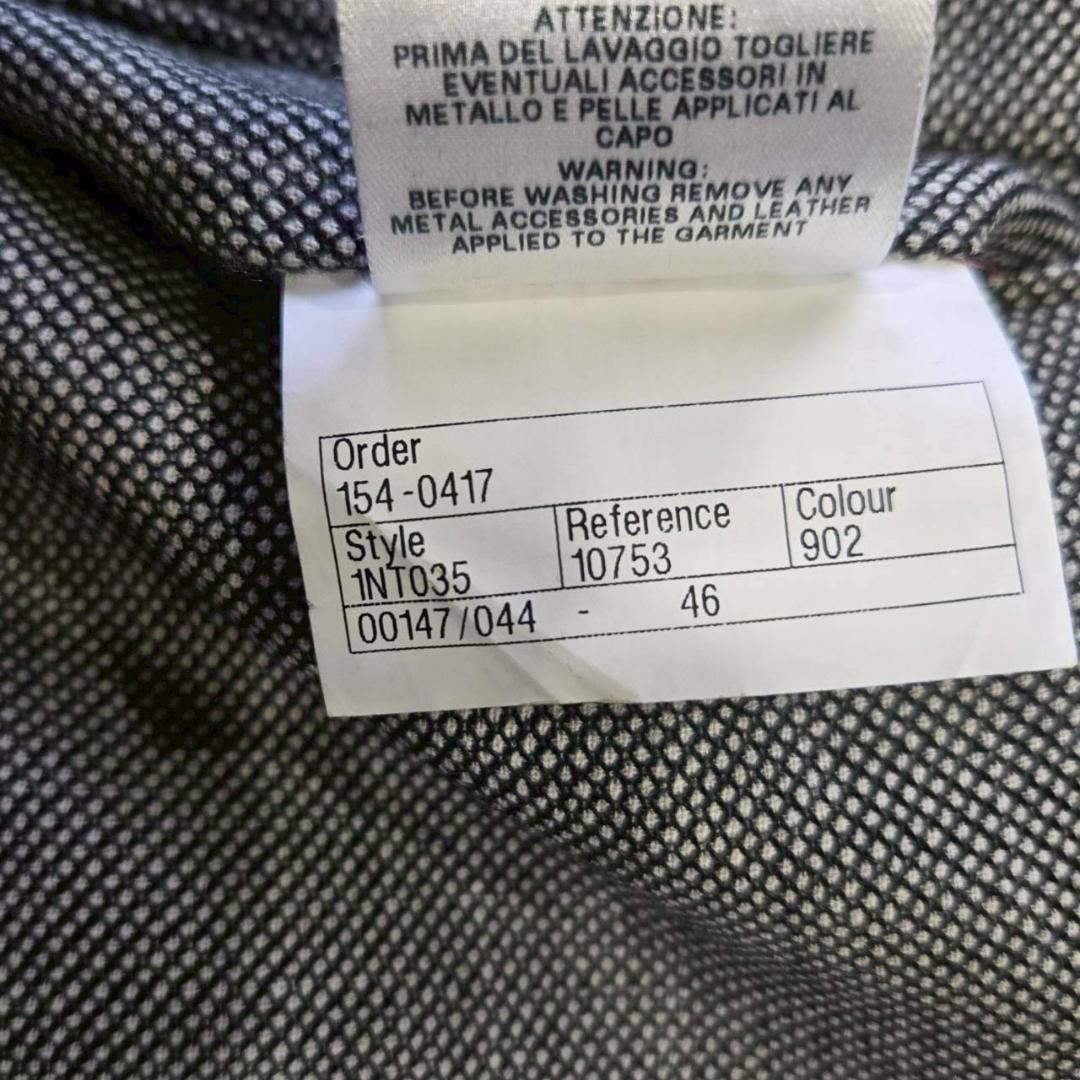 ATTENZIONE:
PRIMA DEL LAVAGGIO TOGLIERE
EVENTUALI ACCESSORI IN
METALLO E PELLE APPLICATI AL
CAPO
WARNING:
BEFORE WASHING REMOVE ANY
METAL ACCESSORIES AND LEATHER
APPLIED TO THE GARMENT
Order
154-0417
Style Reference Colour
1NT035 10753 902
00147/044 - 46